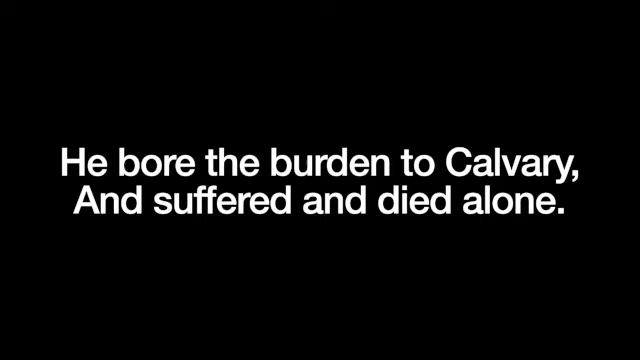 He bore the burden to Calvary,
And suffered and died alone.